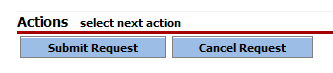 Actions select next action
Submit Request Cancel Request